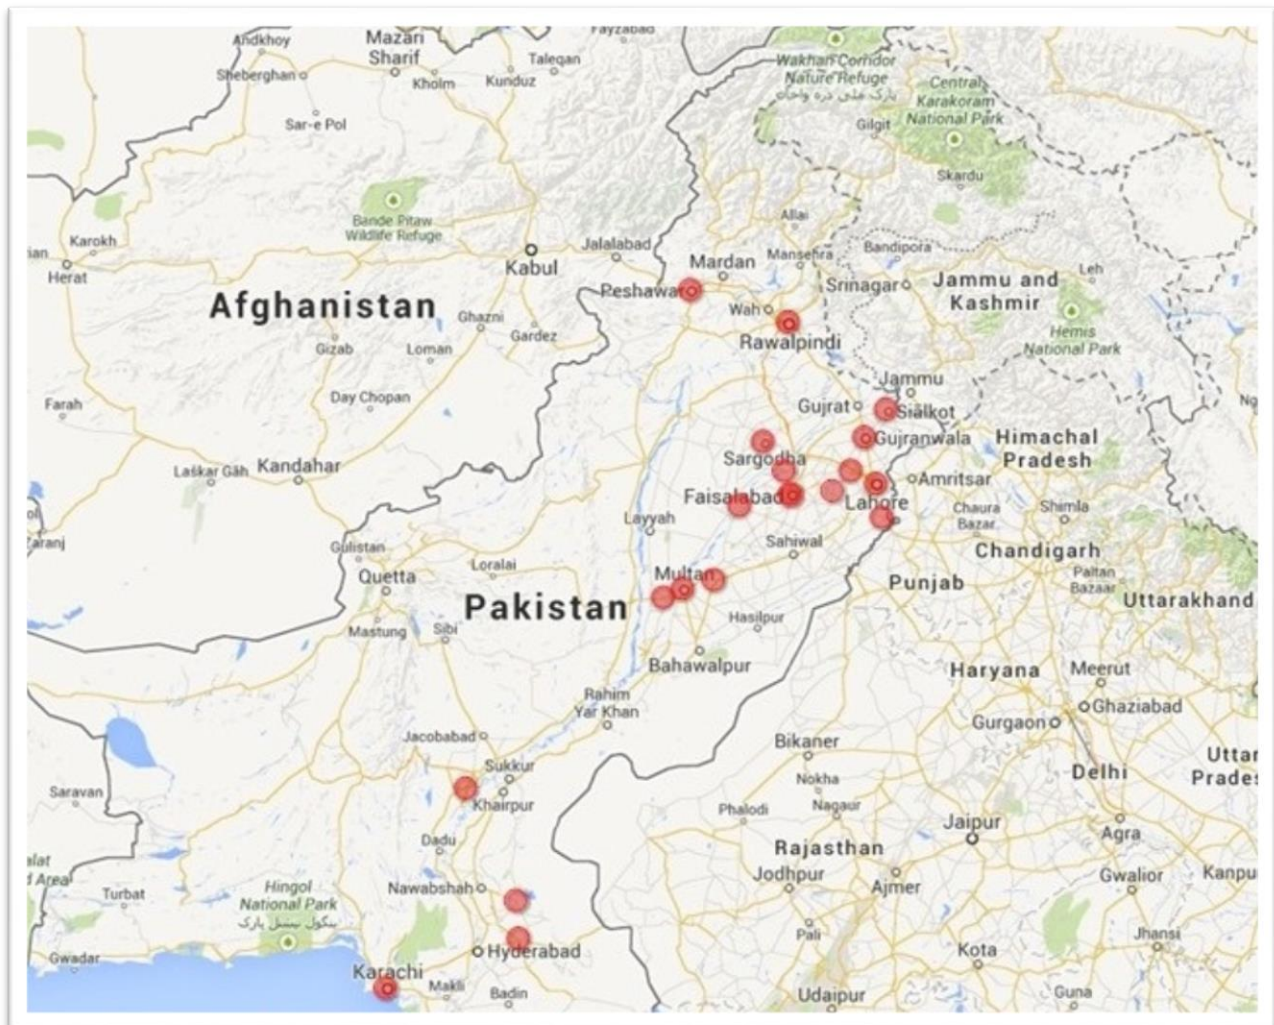 Fayzabad
Andkhoy
Mazari
Sharif
Taleqan
Sheberghan
Kholm
Kunduz
Wakhan Corridor
Nature Refuge
Central
Karakoram
National Park
Sar-e Pol
Gilgit
Skardu
Bande Pitaw
Wildlife Refuge
Allai
Karokh
Jalalabad
Mansehra
Bandipora
Herat
Kabul
Mardan
Leh
Peshawar
Srinagar
Jammu and
Kashmir
Afghanistan
Ghazni
Gardez
Wah
Rawalpindi
Hemis
National Park
Gizab
Loman
Jammu
Day Chopan
Farah
Gujrat
Sialkot
Gujranwala
Himachal
Pradesh
Sargodha
Laškar Gāh
Kandahar
Amritsar
Faisalabad
Lahore
Chaura
Bazar
Shimla
Layyah
Zaranj
Gulistan
Sahiwal
Chandigarh
Loralai
Quetta
Multan
Punjab
Paltan
Bazaar
Uttarakhand
Pakistan
Hasilpur
Mastung
Sibi
Bahawalpur
Haryana
Meerut
Rahim
Yar Khan
Ghaziabad
Gurgaon
Jacobabad
Bikaner
Sukkur
Delhi
Uttar
Prades
Saravan
Khairpur
Nokha
Phalodi
Nagaur
Jaipur
Dadu
Agra
Rajasthan
Turbat
Hingol
National Park
Nawabshah
Jodhpur
Ajmer
Gwalior
Kanpu
Pali
Jhansi
Hyderabad
Kota
Gwadar
Karachi
Makli
Badin
Udaipur
Guna